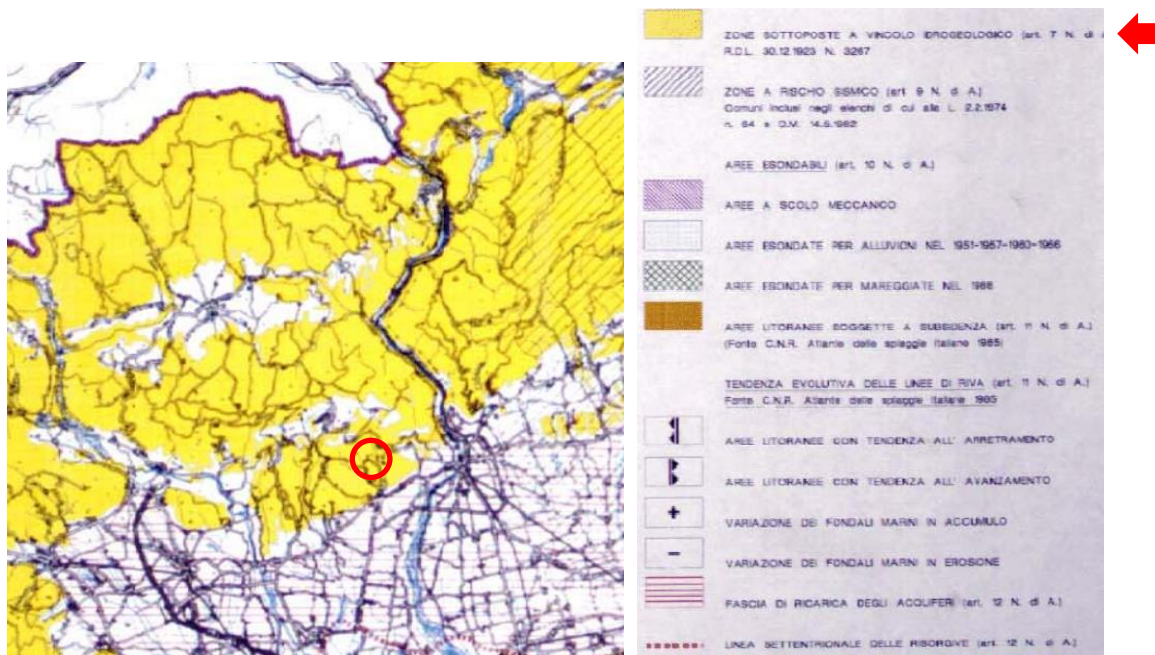 ZONE SOTTOPOSTE A VINCOLO IDROGEOLOGICO (art. 7 N. di
R.D.L. 30.12.1923 N. 3267
ZONE A RISCHIO SISMICO (art 9 N. di A.)
Comuni inclusi negli elenchi di cui alla L. 2.2.1974
n. 64 e D.M. 14.5.1982
AREE ESONDABILI (art. 10 N. di A.)
AREE A SCOLO MECCANICO
AREE ESONDATE PER ALLUVIONI NEL 1951-1957-1960-1966
AREE ESONDATE PER MAREGGIATE NEL 1966
AREE LITORANEE SOGGETTE A SUBSIDENZA (art. 11 N. di A.)
(Fonte C.N.R. Atlante delle spiagge italiane 1985)
TENDENZA EVOLUTIVA DELLE LINEE DI RIVA (art. 11 N. di A.)
Fonte C.N.R. Atlante delle spiagge italiane 1985
AREE LITORANEE CON TENDENZA ALL' ARRETRAMENTO
AREE LITORANEE CON TENDENZA ALL' AVANZAMENTO
+ VARIAZIONE DEI FONDALI MARINI IN ACCUMULO
- VARIAZIONE DEI FONDALI MARINI IN EROSIONE
FASCIA DI RICARICA DEGLI ACQUIFERI (art. 12 N. di A.)
LINEA SETTENTRIONALE DELLE RISORGIVE (art. 12 N. di A.)